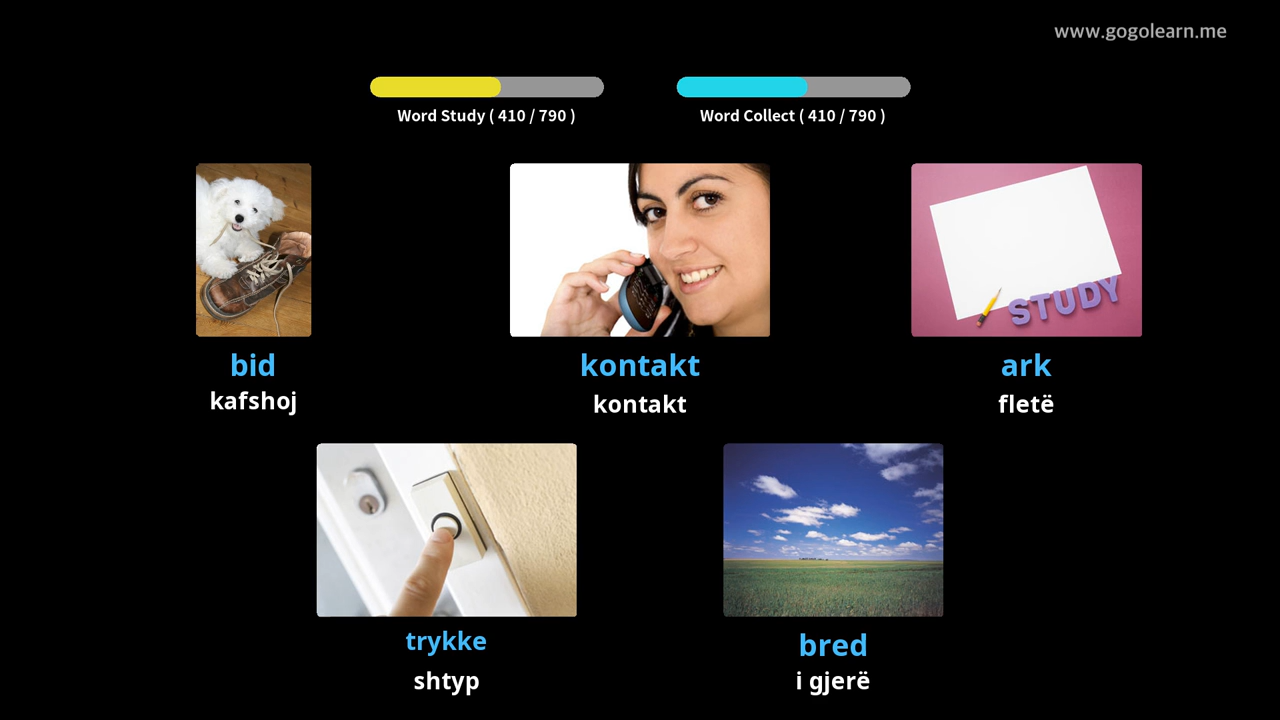 www.gogolearn.me
Word Study ( 410 / 790 )
Word Collect ( 410 / 790 )
STUDY
bid
kafshoj
kontakt
kontakt
ark
fletë
trykke
shtyp
bred
i gjerë